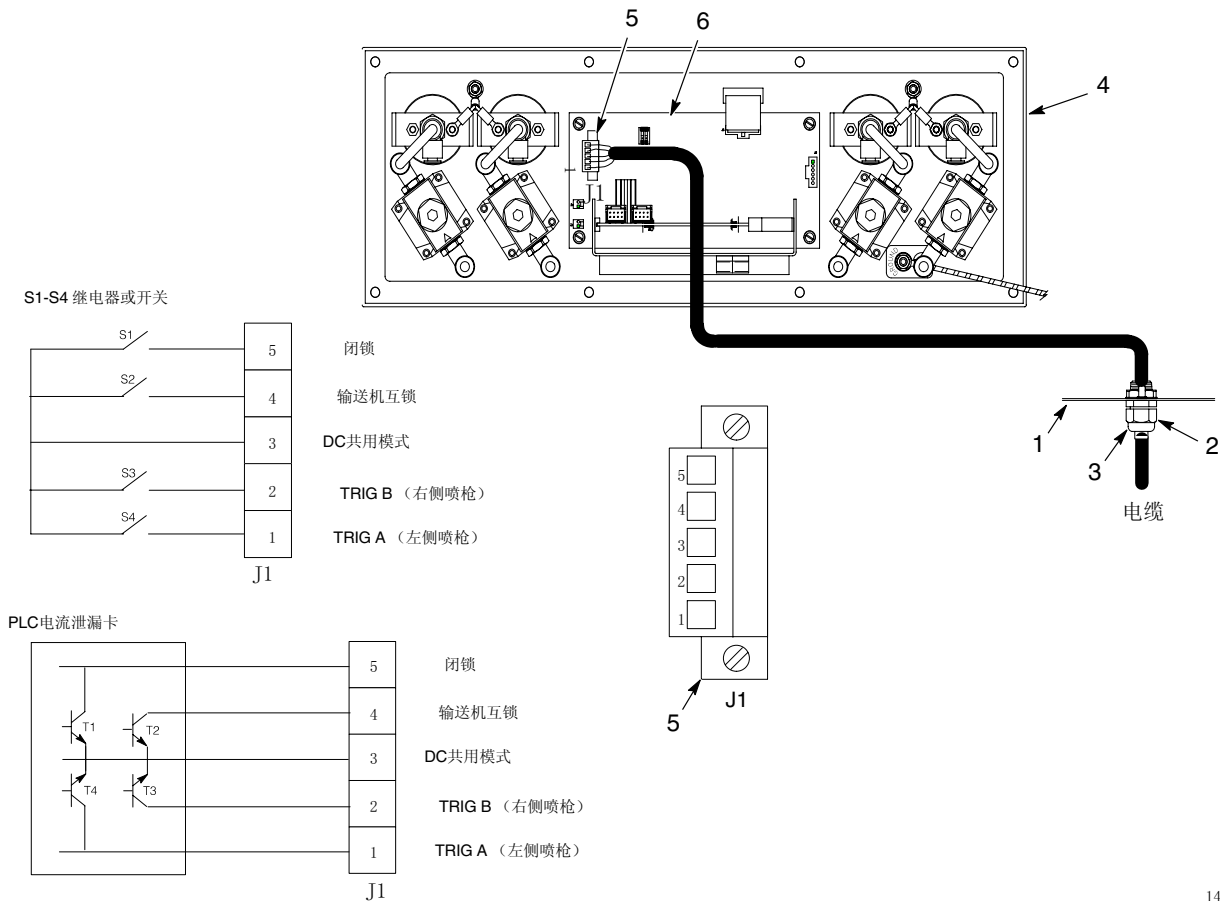 5
6
4
GROUND
1
2
3
电缆
S1-S4 继电器或开关
S1
5
闭锁
S2
4
输送机互锁
3
DC共用模式
S3
2
TRIG B （右侧喷枪）
S4
1
TRIG A （左侧喷枪）
J1
5
4
3
2
1
5
J1
PLC电流泄漏卡
5
闭锁
T1
T2
4
输送机互锁
3
DC共用模式
T4
T3
2
TRIG B （右侧喷枪）
1
TRIG A （左侧喷枪）
J1
14